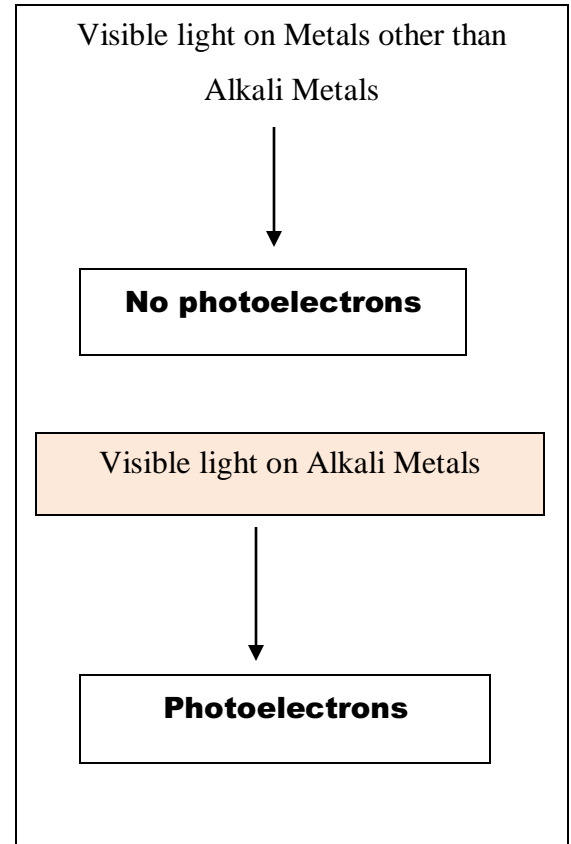 Visible light on Metals other than
Alkali Metals
No photoelectrons
Visible light on Alkali Metals
Photoelectrons